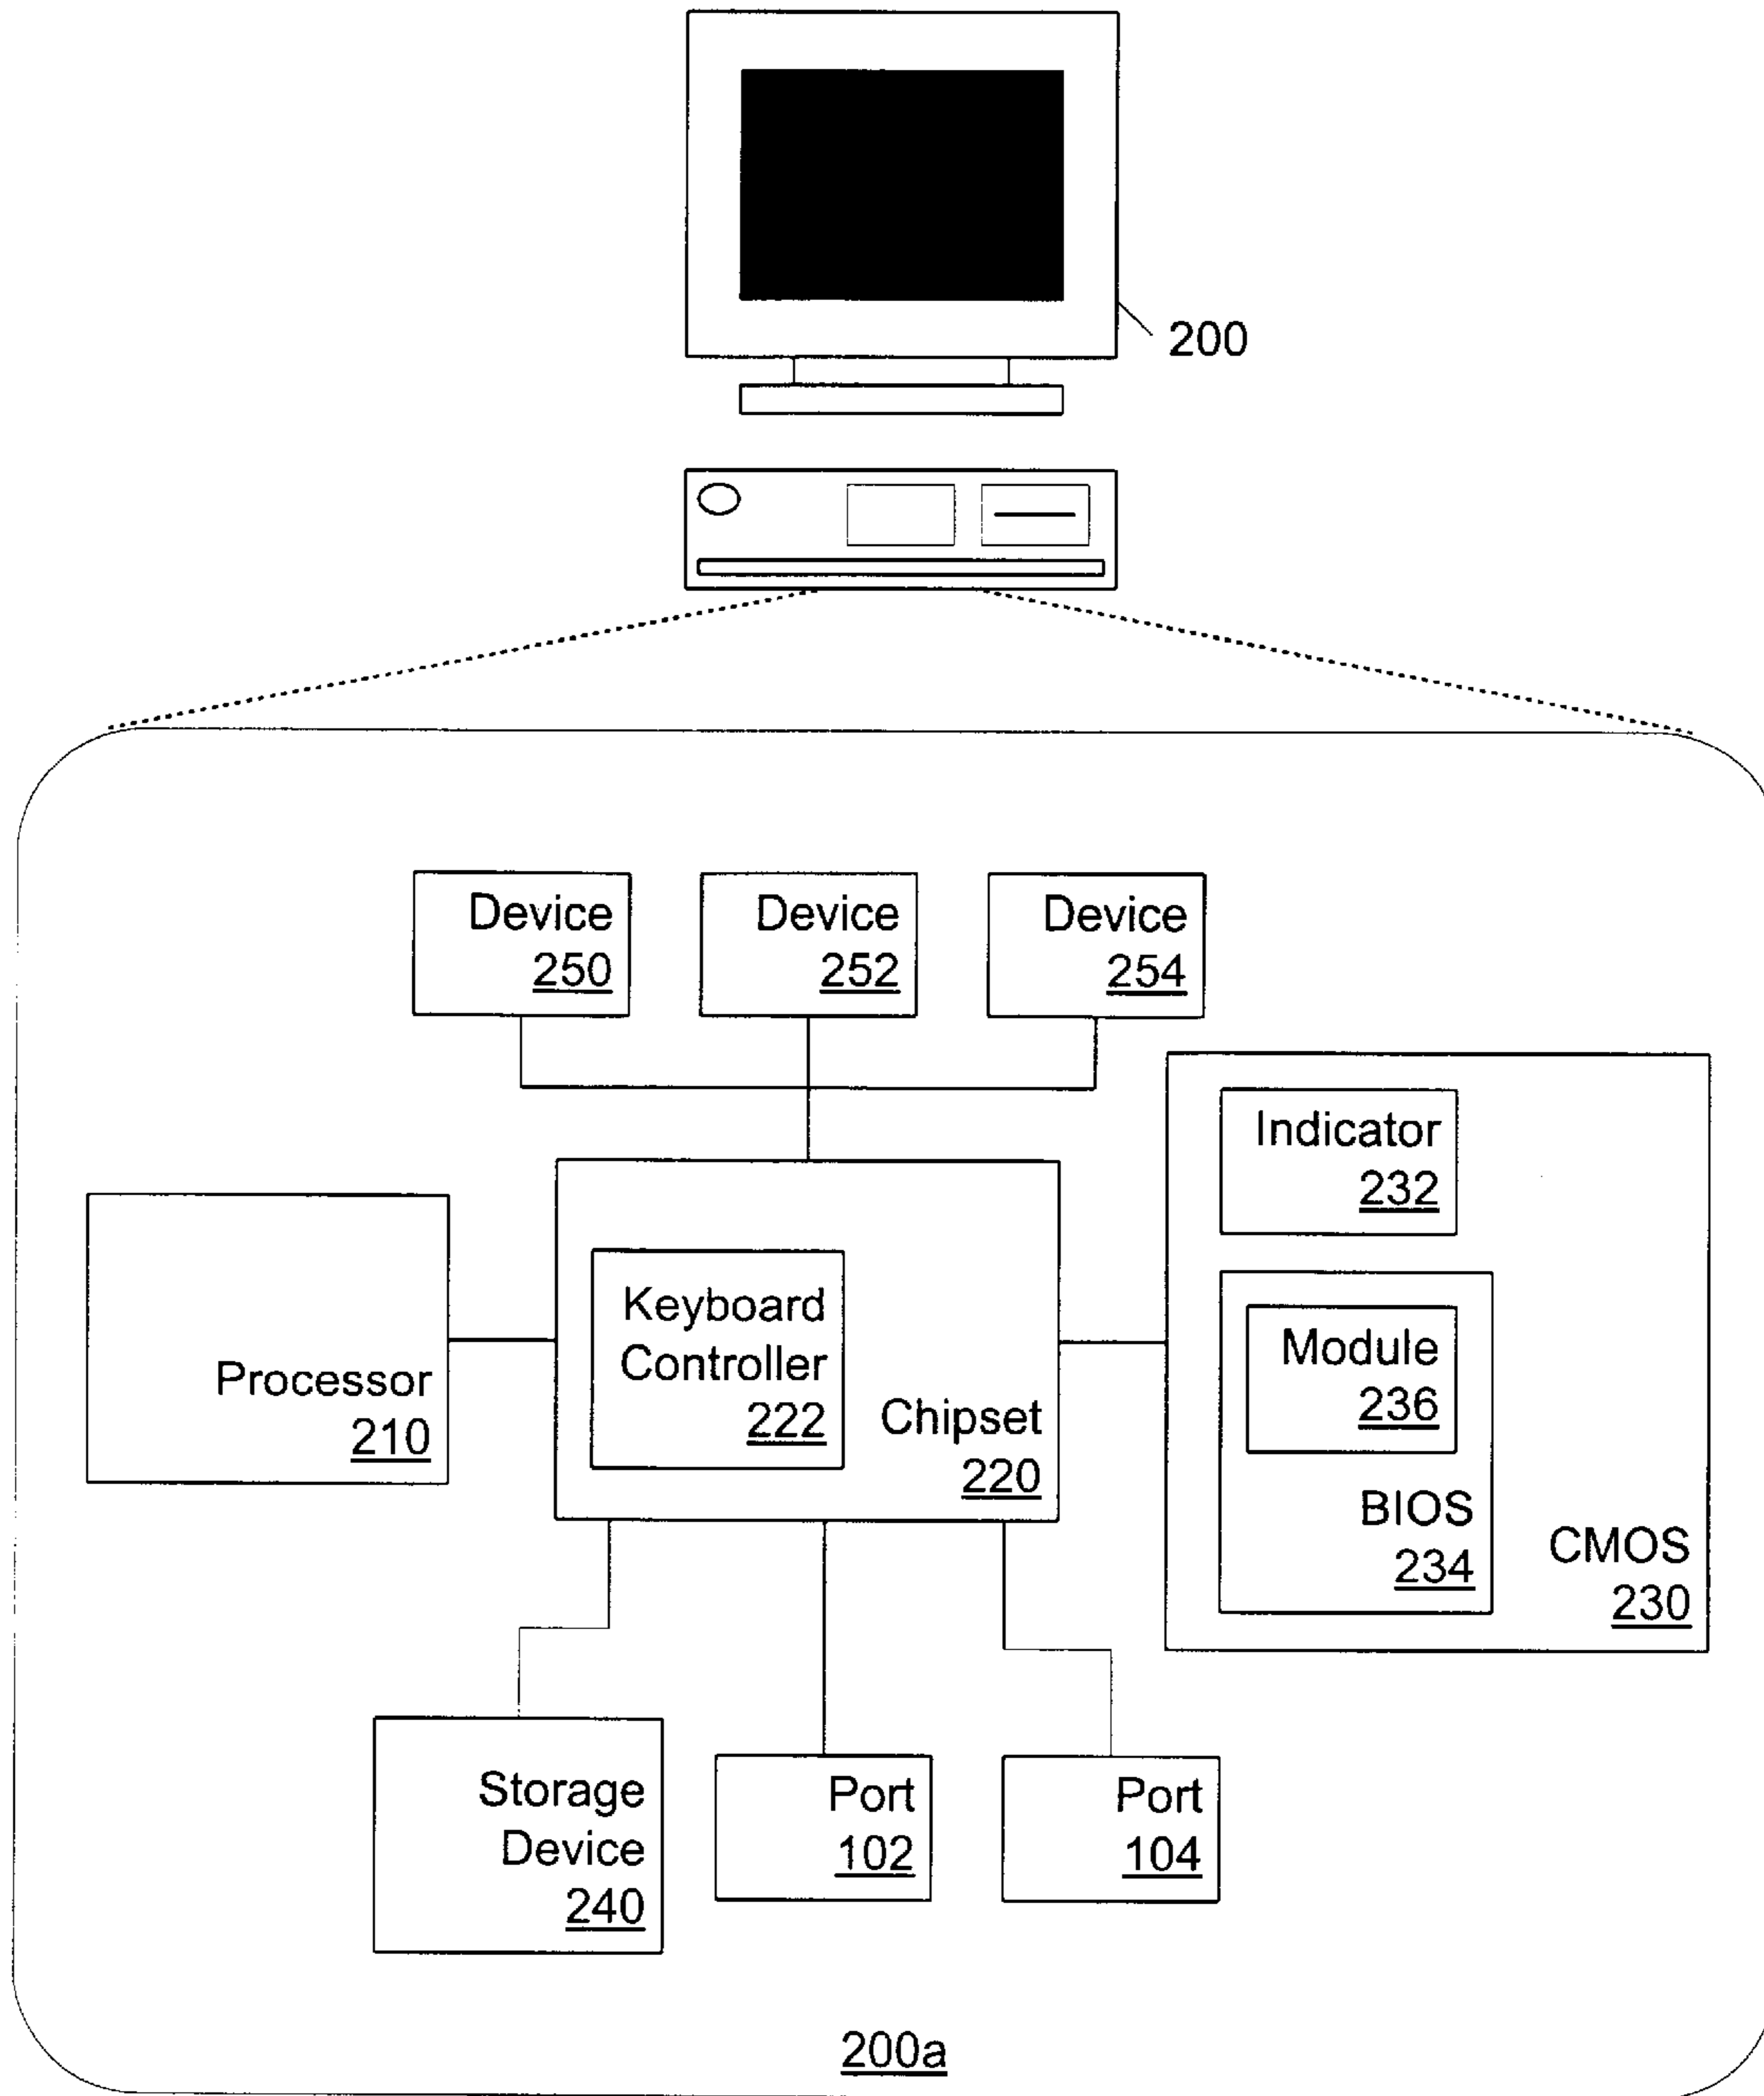 200
Device
250
Device
252
Device
254
Indicator
232
Keyboard
Controller
222
Chipset
220
Processor
210
Module
236
BIOS
234
CMOS
230
Storage
Device
240
Port
102
Port
104
200a